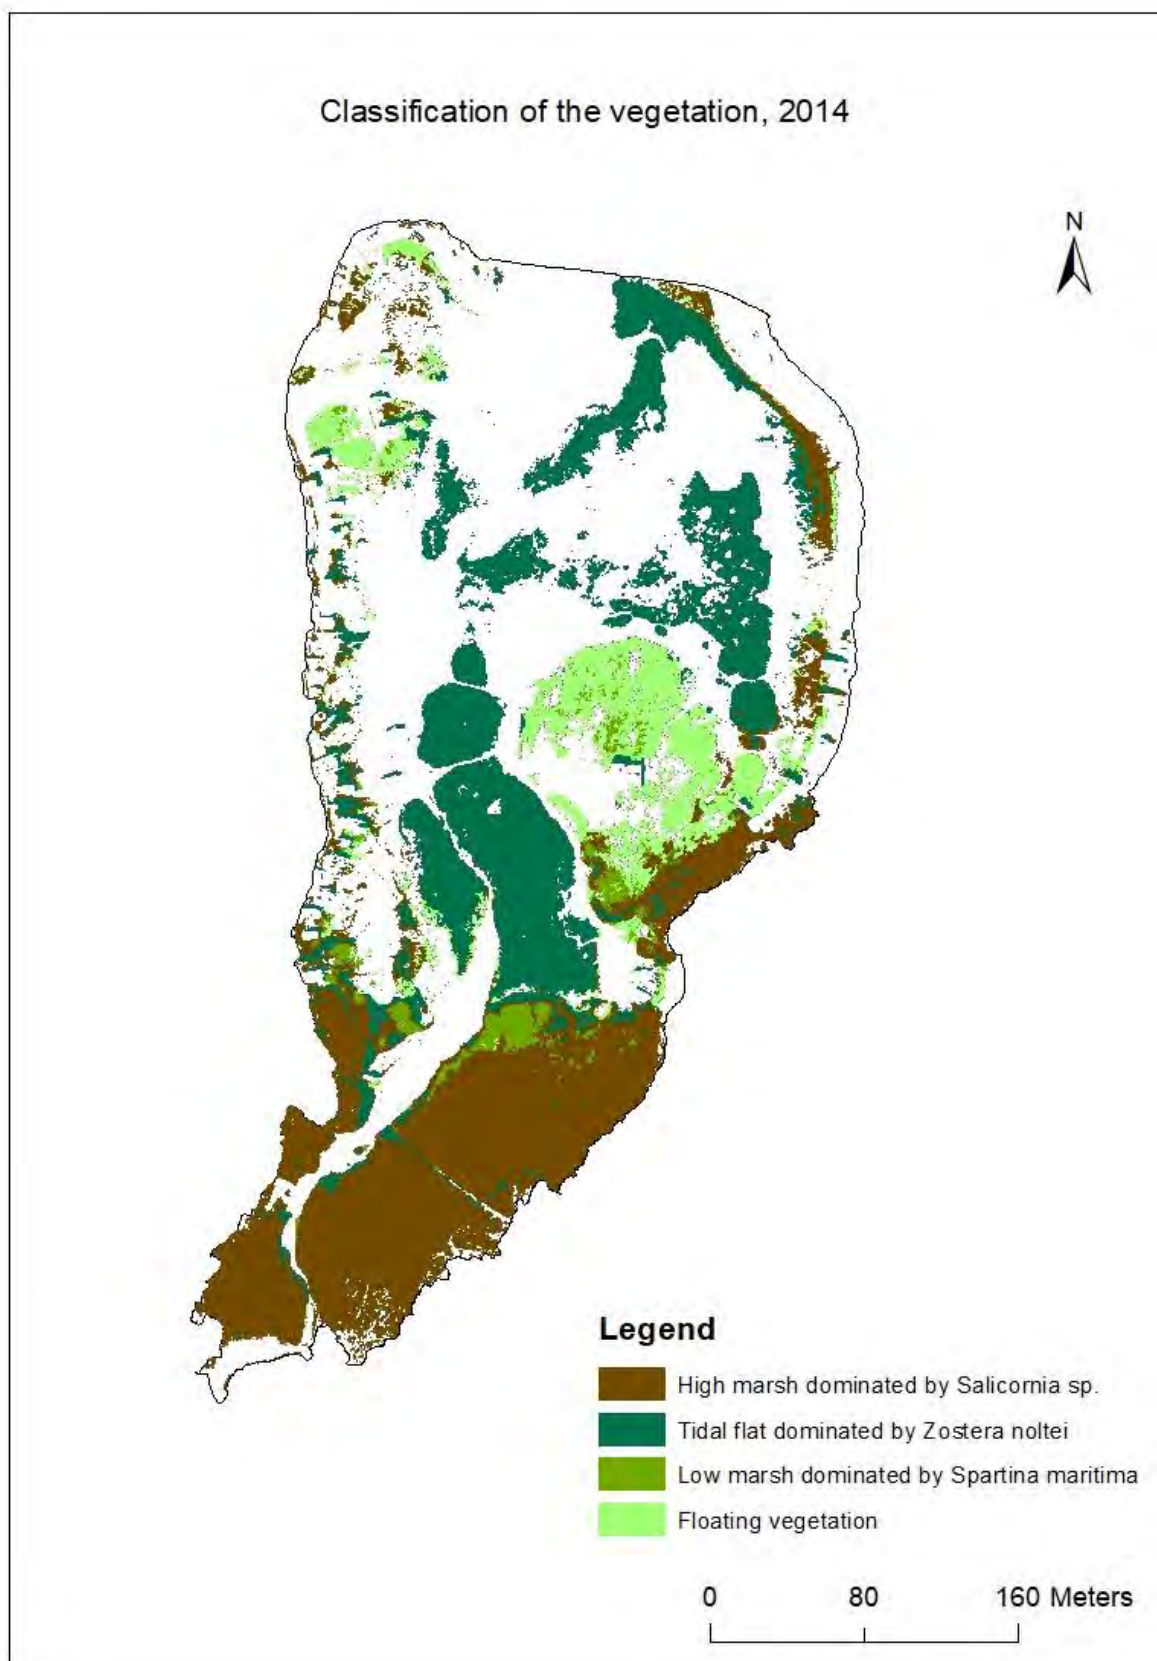 Classification of the vegetation, 2014
N
Legend
High marsh dominated by Salicornia sp.
Tidal flat dominated by Zostera noltei
Low marsh dominated by Spartina maritima
Floating vegetation
0 80 160 Meters